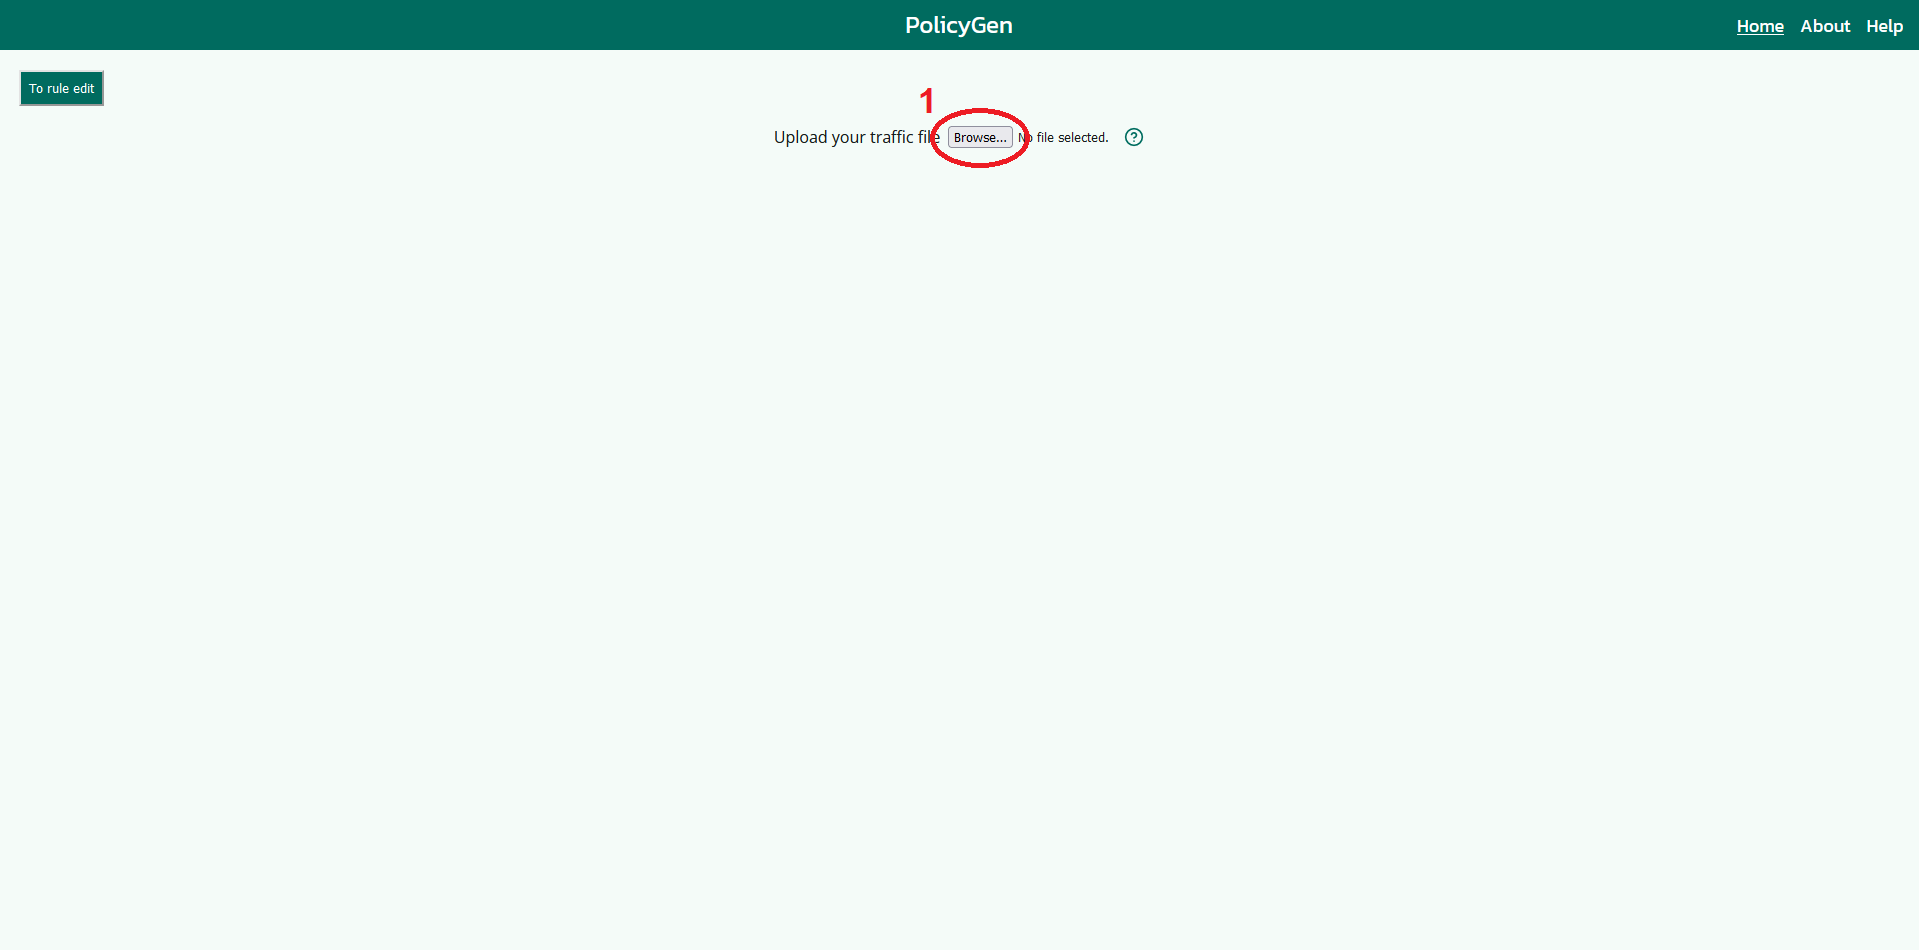 PolicyGen
Home About Help
To rule edit
1
Upload your traffic file Browse... No file selected. ?